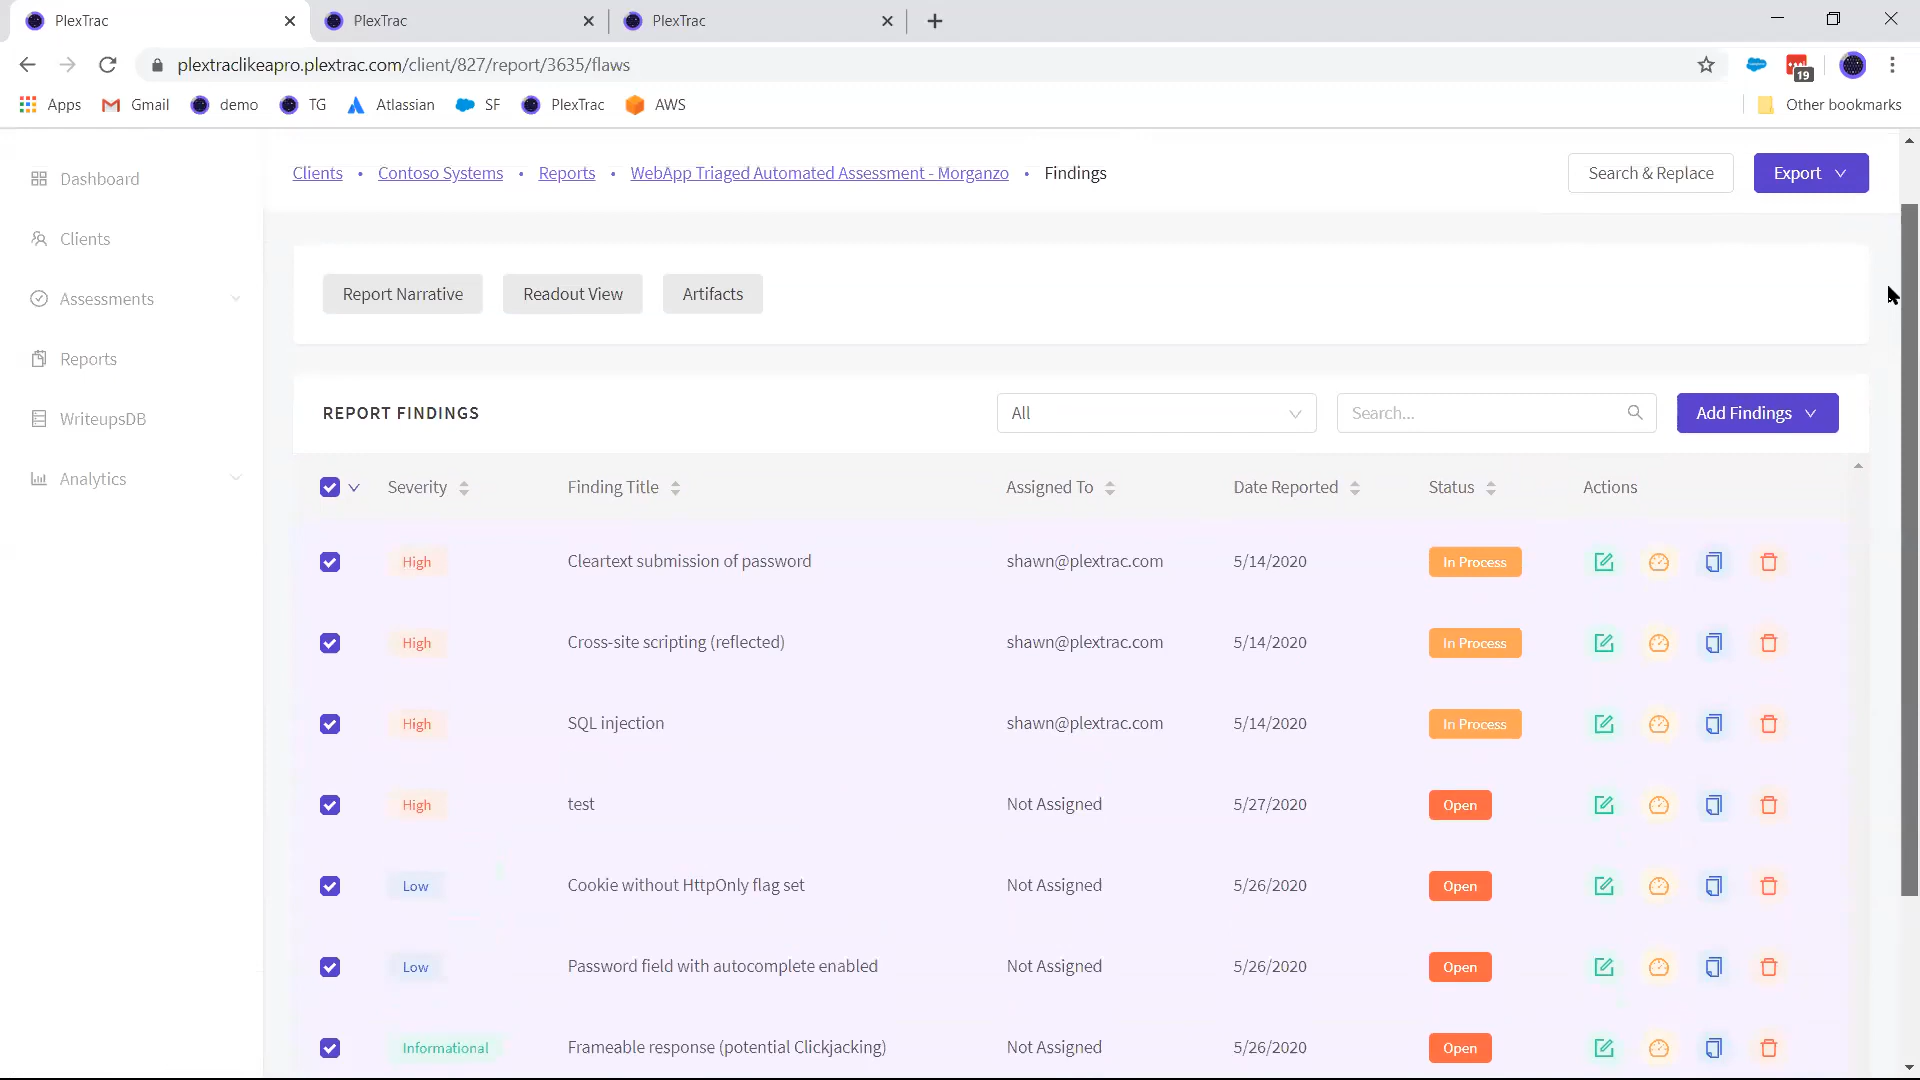 PlexTrac PlexTrac PlexTrac
plextraclikeapro.plextrac.com/client/827/report/3635/flaws
19
Apps Gmail demo TG Atlassian SF PlexTrac AWS Other bookmarks
Dashboard
Clients
Assessments
Reports
WriteupsDB
Analytics
Clients • Contoso Systems • Reports • WebApp Triaged Automated Assessment - Morganzo • Findings Search & Replace Export
Report Narrative Readout View Artifacts
REPORT FINDINGS All Search... Add Findings
Severity Finding Title Assigned To Date Reported Status Actions
High Cleartext submission of password shawn@plextrac.com 5/14/2020 In Process
High Cross-site scripting (reflected) shawn@plextrac.com 5/14/2020 In Process
High SQL injection shawn@plextrac.com 5/14/2020 In Process
High test Not Assigned 5/27/2020 Open
Low Cookie without HttpOnly flag set Not Assigned 5/26/2020 Open
Low Password field with autocomplete enabled Not Assigned 5/26/2020 Open
Informational Frameable response (potential Clickjacking) Not Assigned 5/26/2020 Open